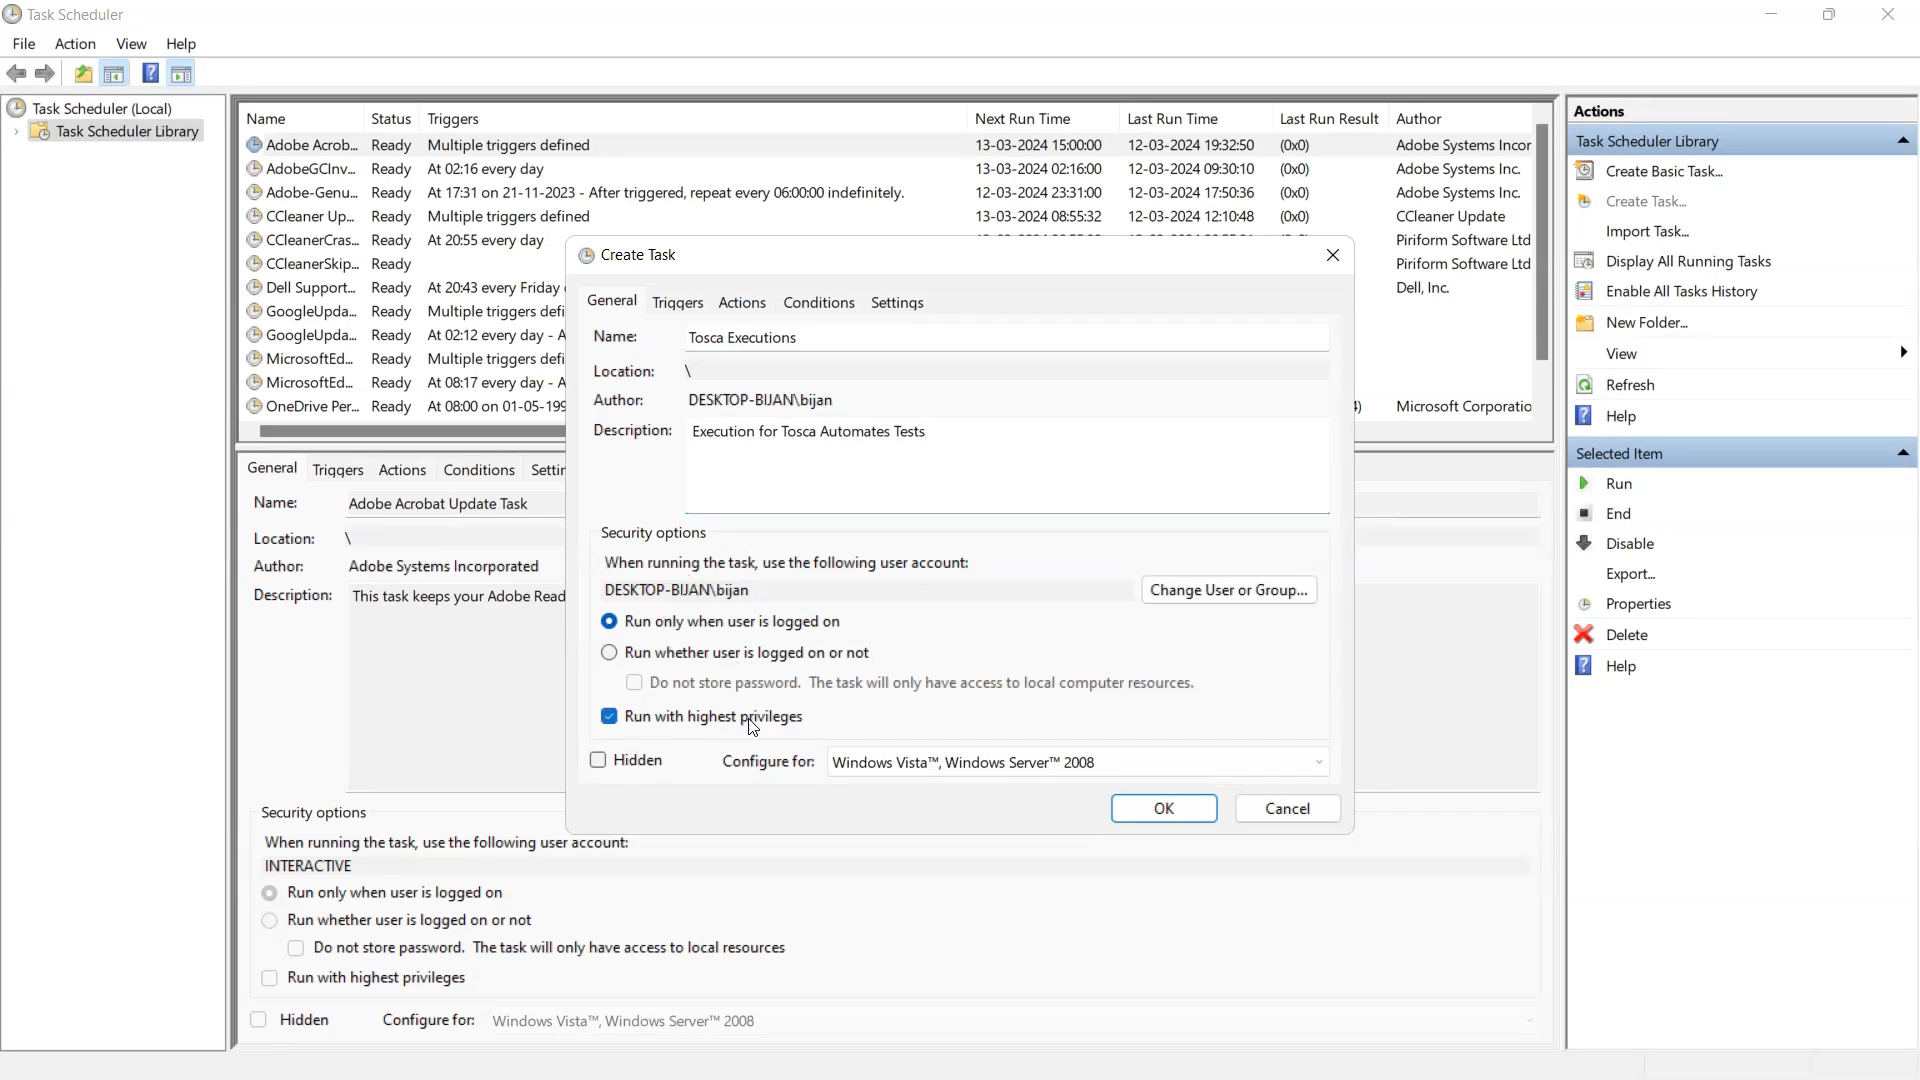 Task Scheduler
File Action View Help
Task Scheduler (Local)
Task Scheduler Library
Name Status Triggers Next Run Time Last Run Time Last Run Result Author
Adobe Acrob... Ready Multiple triggers defined 13-03-2024 15:00:00 12-03-2024 19:32:50 (0x0) Adobe Systems Incor
AdobeGCInv... Ready At 02:16 every day 13-03-2024 02:16:00 12-03-2024 09:30:10 (0x0) Adobe Systems Inc.
Adobe-Genu... Ready At 17:31 on 21-11-2023 - After triggered, repeat every 06:00:00 indefinitely. 12-03-2024 23:31:00 12-03-2024 17:50:36 (0x0) Adobe Systems Inc.
CCleaner Up... Ready Multiple triggers defined 13-03-2024 08:55:32 12-03-2024 12:10:48 (0x0) CCleaner Update
CCleanerCras... Ready At 20:55 every day Piriform Software Ltd
CCleanerSkip... Ready Piriform Software Ltd
Dell Support... Ready At 20:43 every Friday Dell, Inc.
GoogleUpda... Ready Multiple triggers defi
GoogleUpda... Ready At 02:12 every day - A
MicrosoftEd... Ready Multiple triggers defi
MicrosoftEd... Ready At 08:17 every day - A
OneDrive Per... Ready At 08:00 on 01-05-199 4) Microsoft Corporatio
General Triggers Actions Conditions Settin
Name: Adobe Acrobat Update Task
Location: \
Author: Adobe Systems Incorporated
Description: This task keeps your Adobe Read
Security options
When running the task, use the following user account:
INTERACTIVE
Run only when user is logged on
Run whether user is logged on or not
Do not store password. The task will only have access to local resources
Run with highest privileges
Hidden Configure for: Windows Vista™, Windows Server™ 2008
Create Task
General Triggers Actions Conditions Settings
Name: Tosca Executions
Location: \
Author: DESKTOP-BIJAN\bijan
Description: Execution for Tosca Automates Tests
Security options
When running the task, use the following user account:
DESKTOP-BIJAN\bijan Change User or Group...
Run only when user is logged on
Run whether user is logged on or not
Do not store password. The task will only have access to local computer resources.
Run with highest privileges
Hidden Configure for: Windows Vista™, Windows Server™ 2008
OK Cancel
Actions
Task Scheduler Library
Create Basic Task...
Create Task...
Import Task...
Display All Running Tasks
Enable All Tasks History
New Folder...
View
Refresh
Help
Selected Item
Run
End
Disable
Export...
Properties
Delete
Help